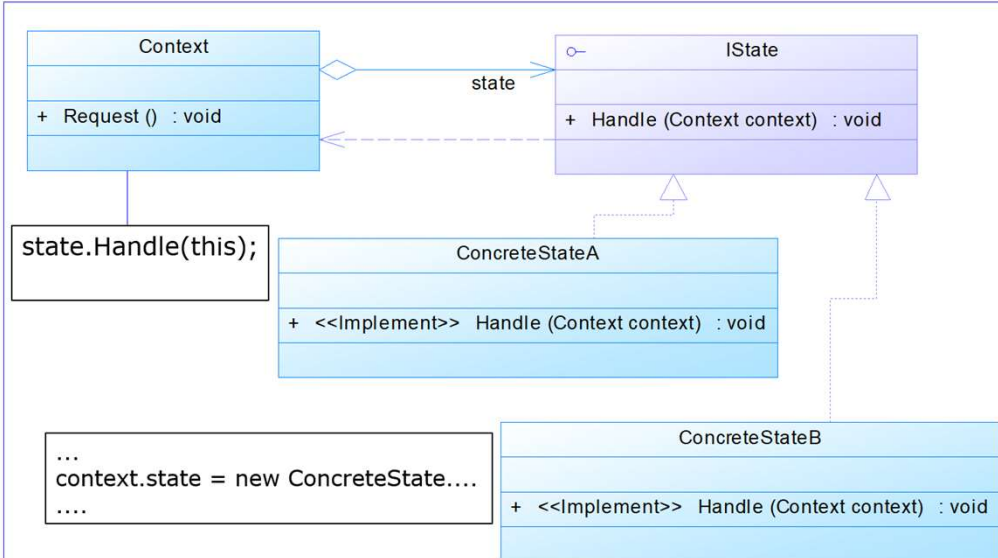 Context
+ Request () : void
state
IState
+ Handle (Context context) : void
state.Handle(this);
ConcreteStateA
+ <<Implement>> Handle (Context context) : void
...
context.state = new ConcreteState....
....
ConcreteStateB
+ <<Implement>> Handle (Context context) : void